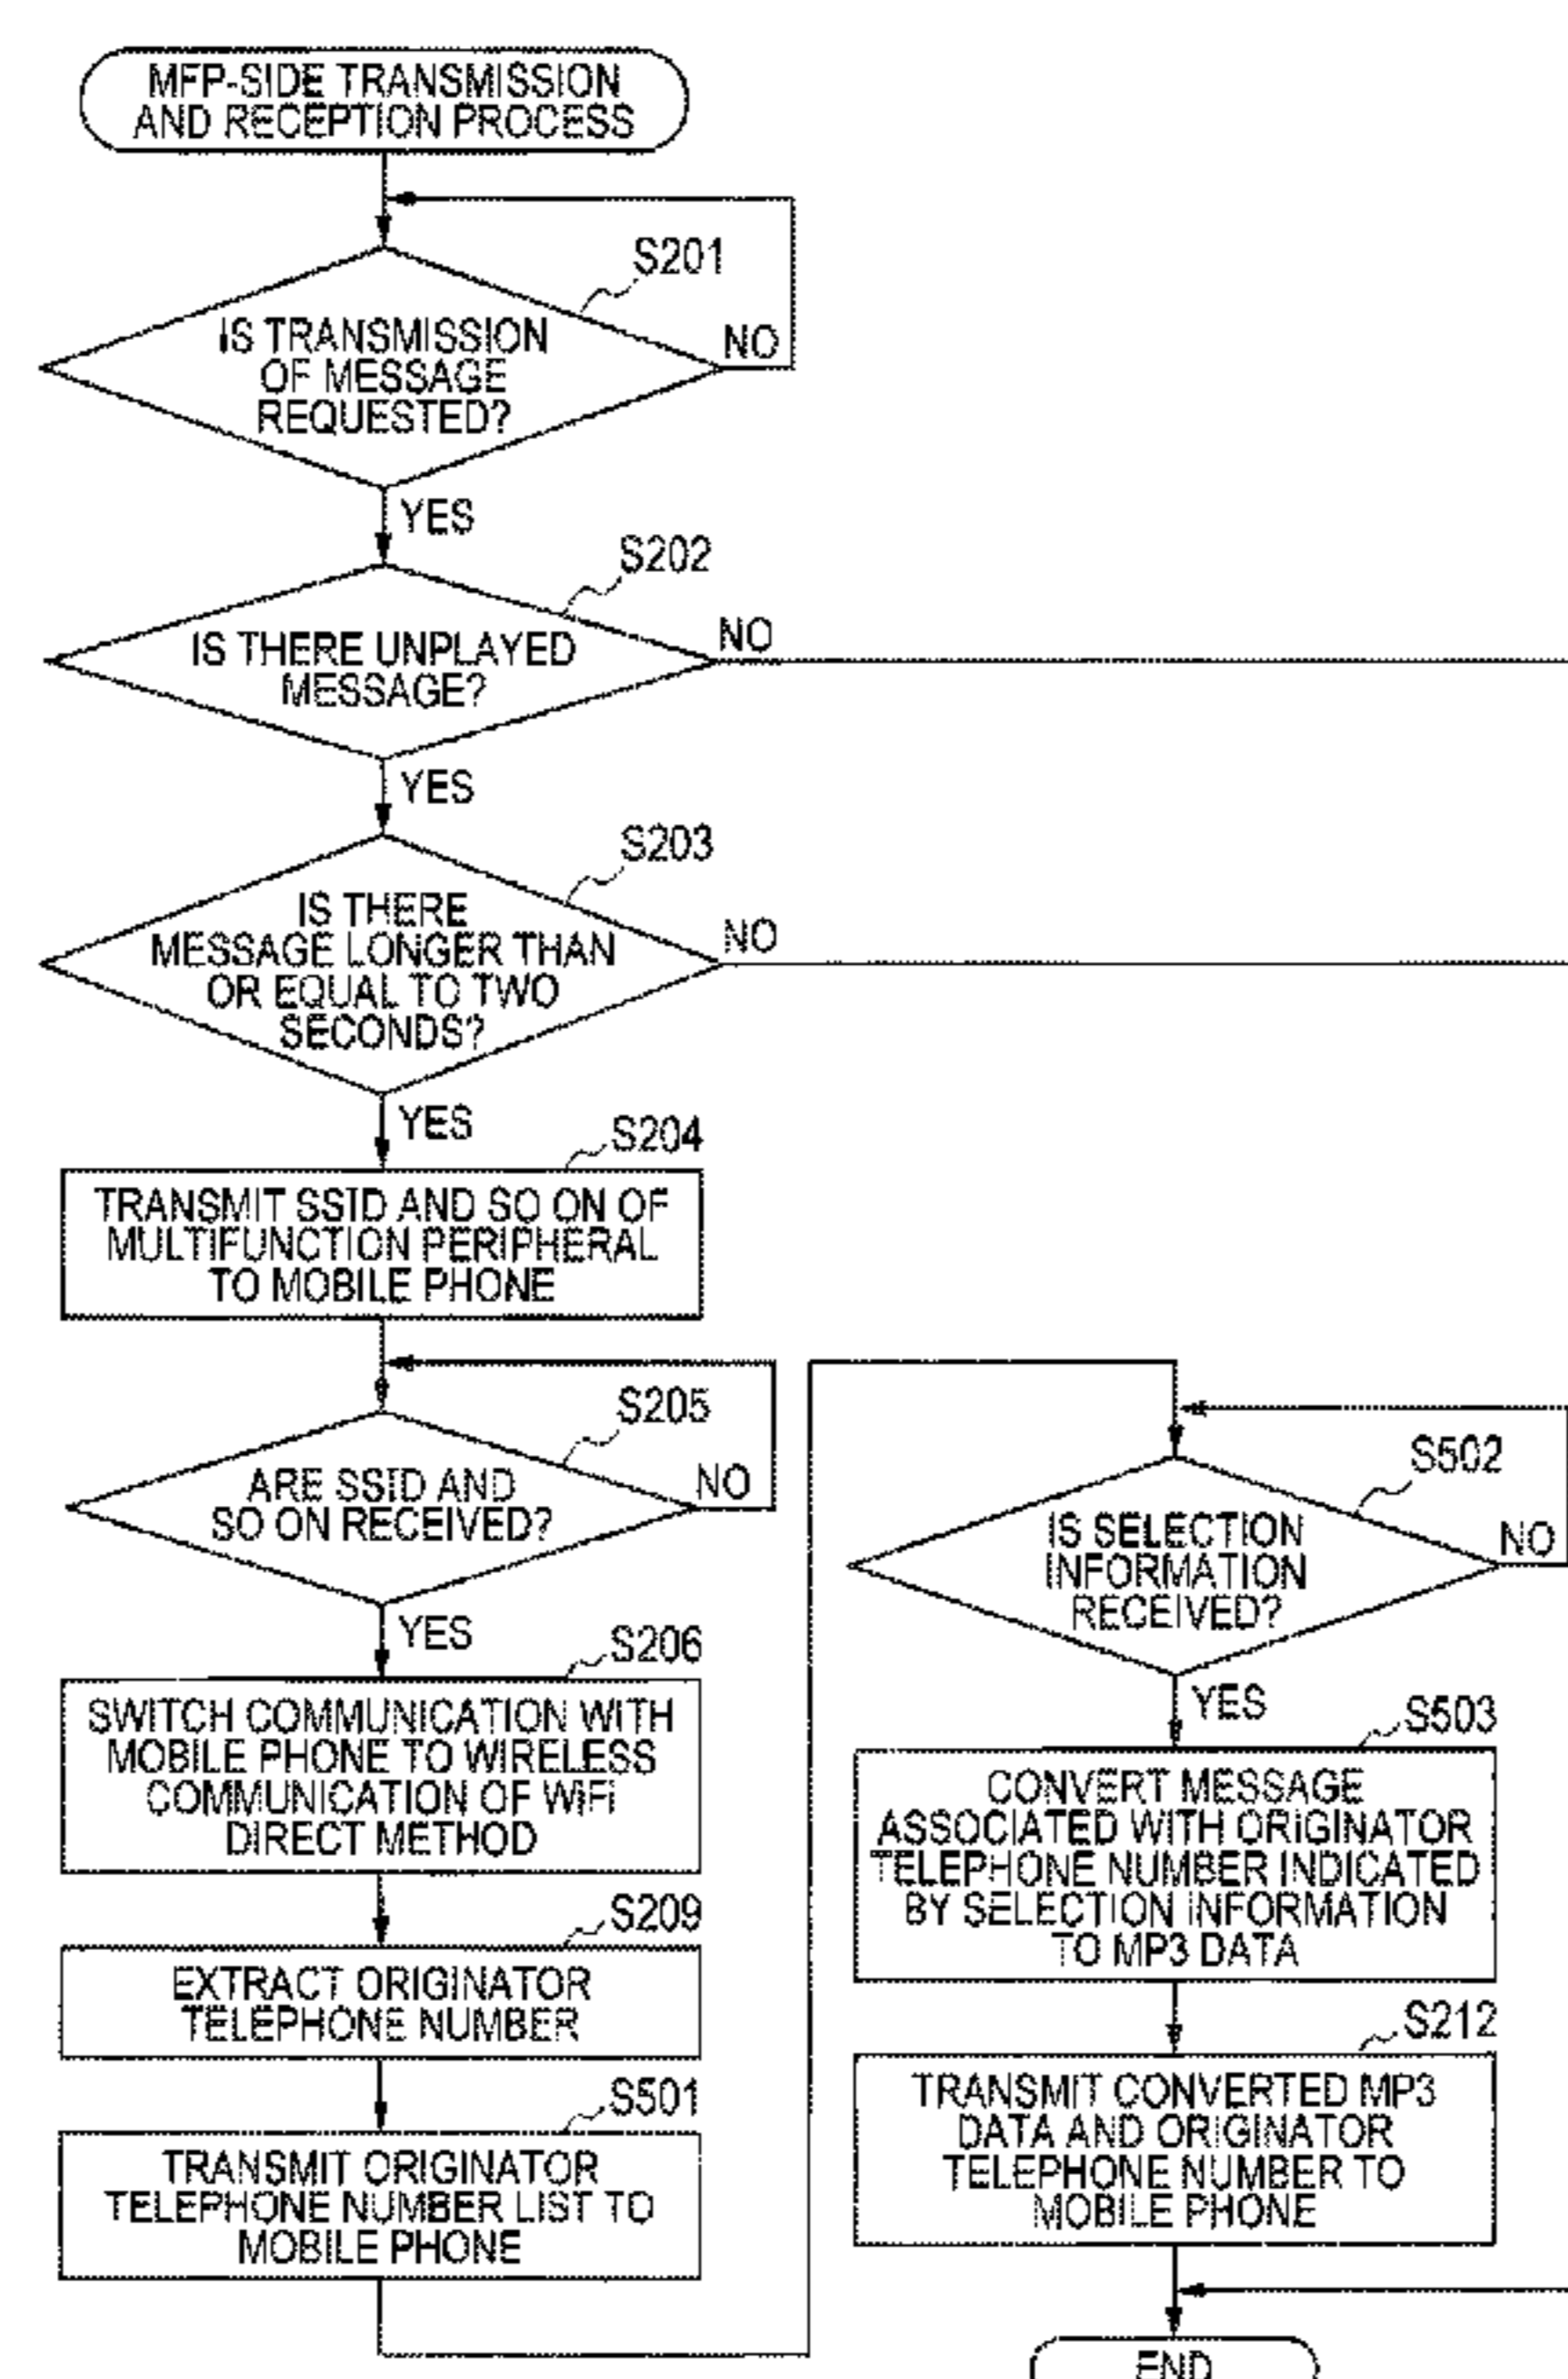 MFP-SIDE TRANSMISSION
AND RECEPTION PROCESS
S201
IS TRANSMISSION
OF MESSAGE
REQUESTED?
NO
YES
S202
IS THERE UNPLAYED
MESSAGE?
NO
YES
S203
IS THERE
MESSAGE LONGER THAN
OR EQUAL TO TWO
SECONDS?
NO
YES
S204
TRANSMIT SSID AND SO ON OF
MULTIFUNCTION PERIPHERAL
TO MOBILE PHONE
S205
ARE SSID AND
SO ON RECEIVED?
NO
YES
S206
SWITCH COMMUNICATION WITH
MOBILE PHONE TO WIRELESS
COMMUNICATION OF WiFi
DIRECT METHOD
S209
EXTRACT ORIGINATOR
TELEPHONE NUMBER
S501
TRANSMIT ORIGINATOR
TELEPHONE NUMBER LIST TO
MOBILE PHONE
S502
IS SELECTION
INFORMATION
RECEIVED?
NO
YES
S503
CONVERT MESSAGE
ASSOCIATED WITH ORIGINATOR
TELEPHONE NUMBER INDICATED
BY SELECTION INFORMATION
TO MP3 DATA
S212
TRANSMIT CONVERTED MP3
DATA AND ORIGINATOR
TELEPHONE NUMBER TO
MOBILE PHONE
END